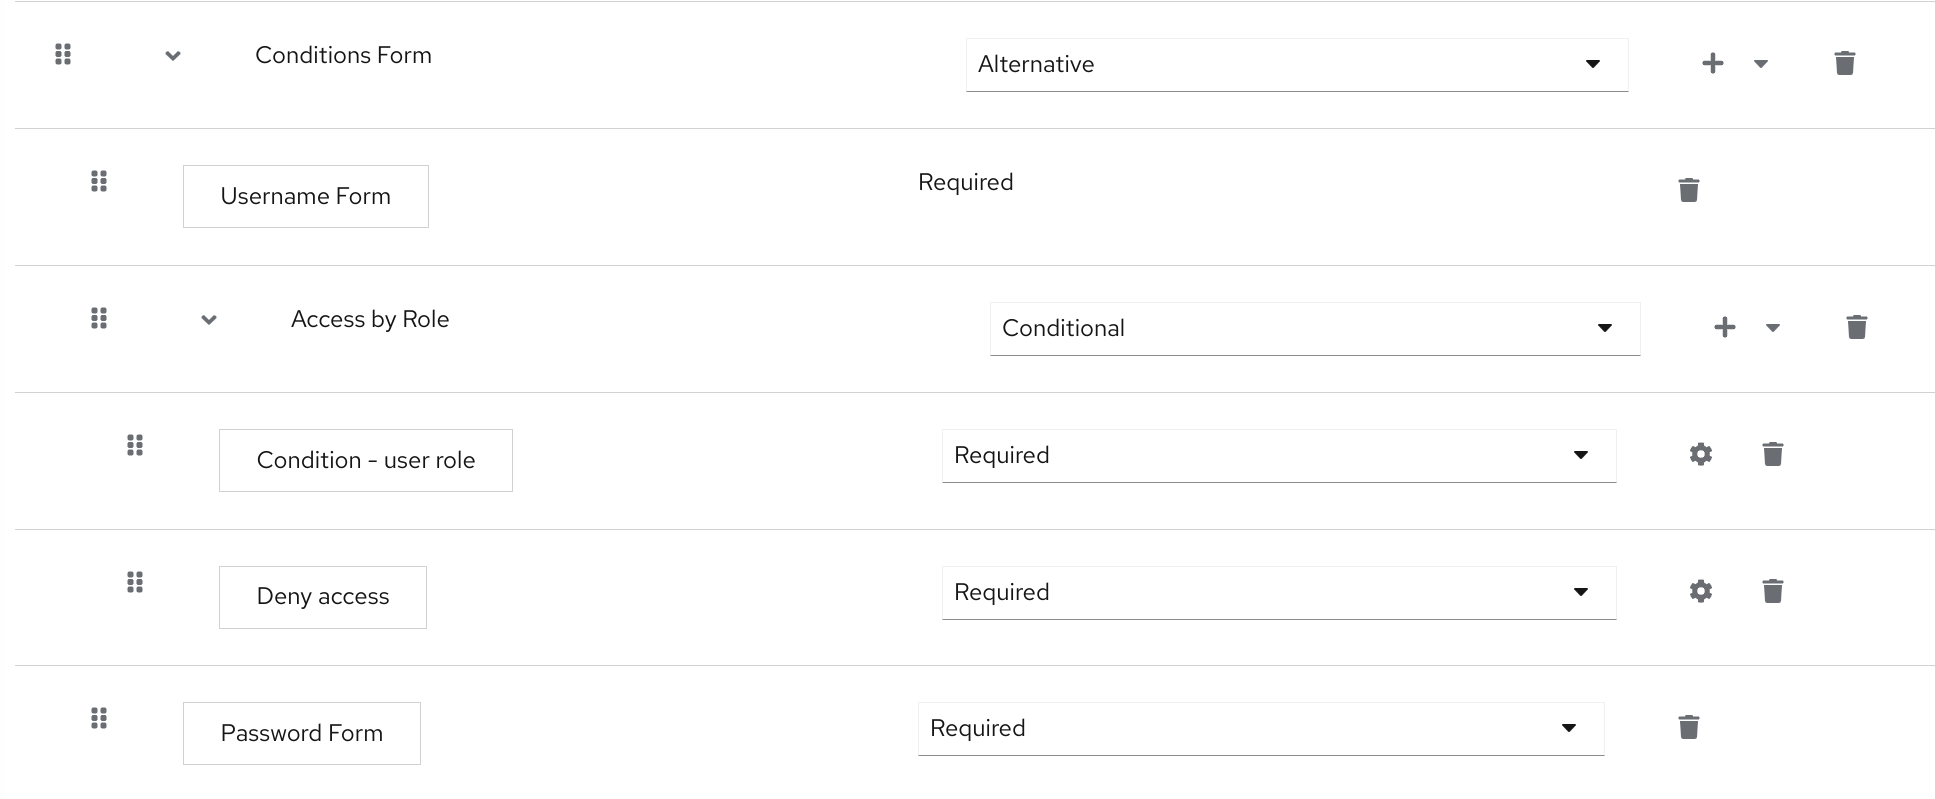 Conditions Form
Alternative
Username Form
Required
Access by Role
Conditional
Condition - user role
Required
Deny access
Required
Password Form
Required